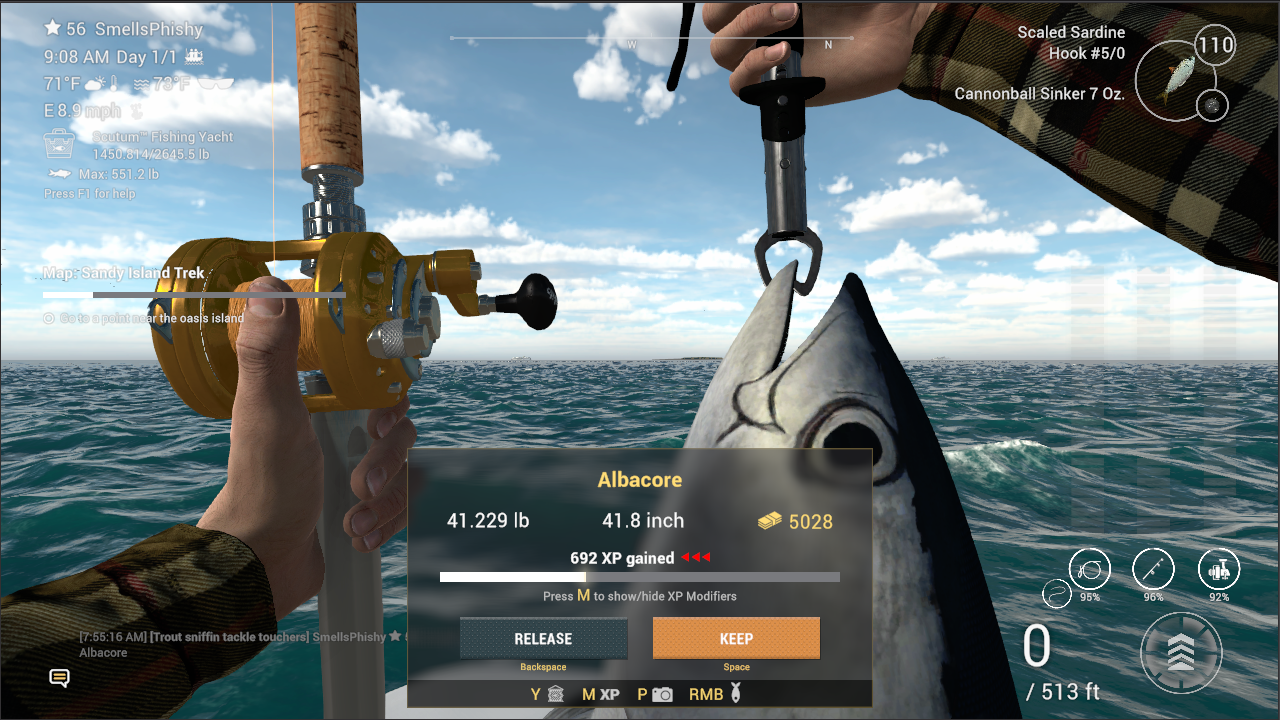 56 SmellsPhishy
9:08 AM Day 1/1
71°F 73°F
E 8.9 mph
Scutum™ Fishing Yacht
1450.814/2645.5 lb
Max: 551.2 lb
Press F1 for help
W N
Scaled Sardine
Hook #5/0
110
Cannonball Sinker 7 Oz.
Map: Sandy Island Trek
Go to a point near the oasis island
Albacore
41.229 lb 41.8 inch 5028
692 XP gained
Press M to show/hide XP Modifiers
RELEASE KEEP
Backspace Space
Y M XP P RMB
[7:55:16 AM] [Trout sniffin tackle touchers] SmellsPhishy
Albacore
95% 96% 92%
0
/ 513 ft